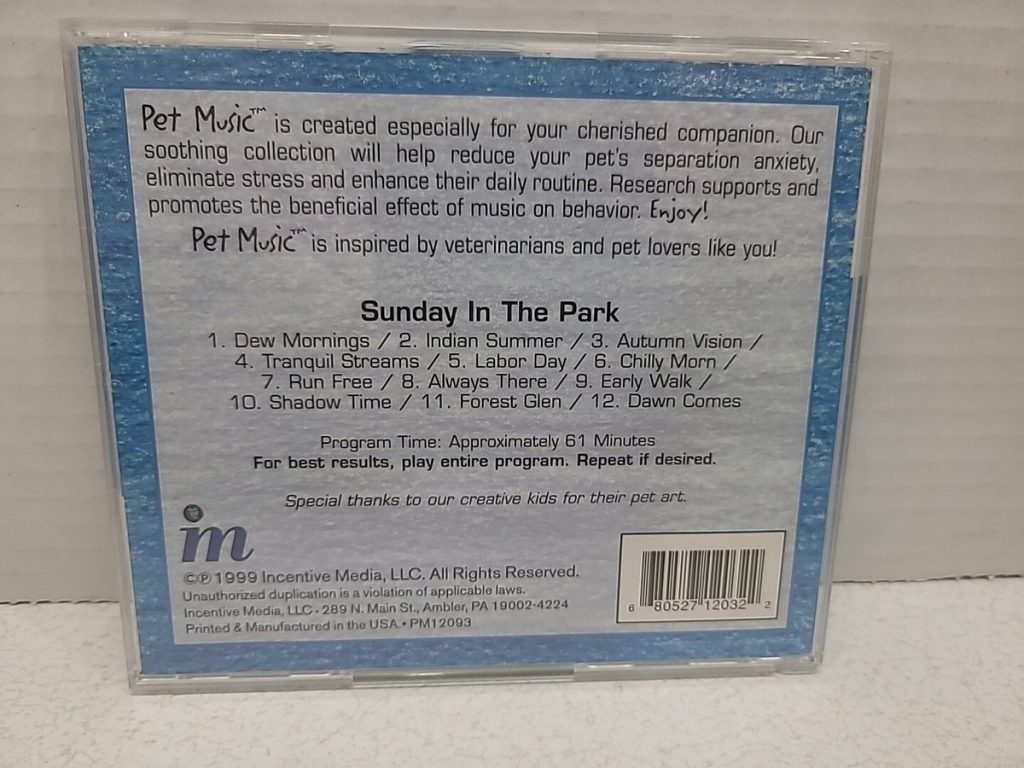 Pet Music™ is created especially for your cherished companion. Our
soothing collection will help reduce your pet's separation anxiety,
eliminate stress and enhance their daily routine. Research supports and
promotes the beneficial effect of music on behavior. Enjoy!
Pet Music™ is inspired by veterinarians and pet lovers like you!
Sunday In The Park
1. Dew Mornings / 2. Indian Summer / 3. Autumn Vision /
4. Tranquil Streams / 5. Labor Day / 6. Chilly Morn /
7. Run Free / 8. Always There / 9. Early Walk /
10. Shadow Time / 11. Forest Glen / 12. Dawn Comes
Program Time: Approximately 61 Minutes
For best results, play entire program. Repeat if desired.
Special thanks to our creative kids for their pet art.
im
©℗ 1999 Incentive Media, LLC. All Rights Reserved.
Unauthorized duplication is a violation of applicable laws.
Incentive Media, LLC • 289 N. Main St., Ambler, PA 19002-4224
Printed & Manufactured in the USA. • PM12093
6 80527 12032 2